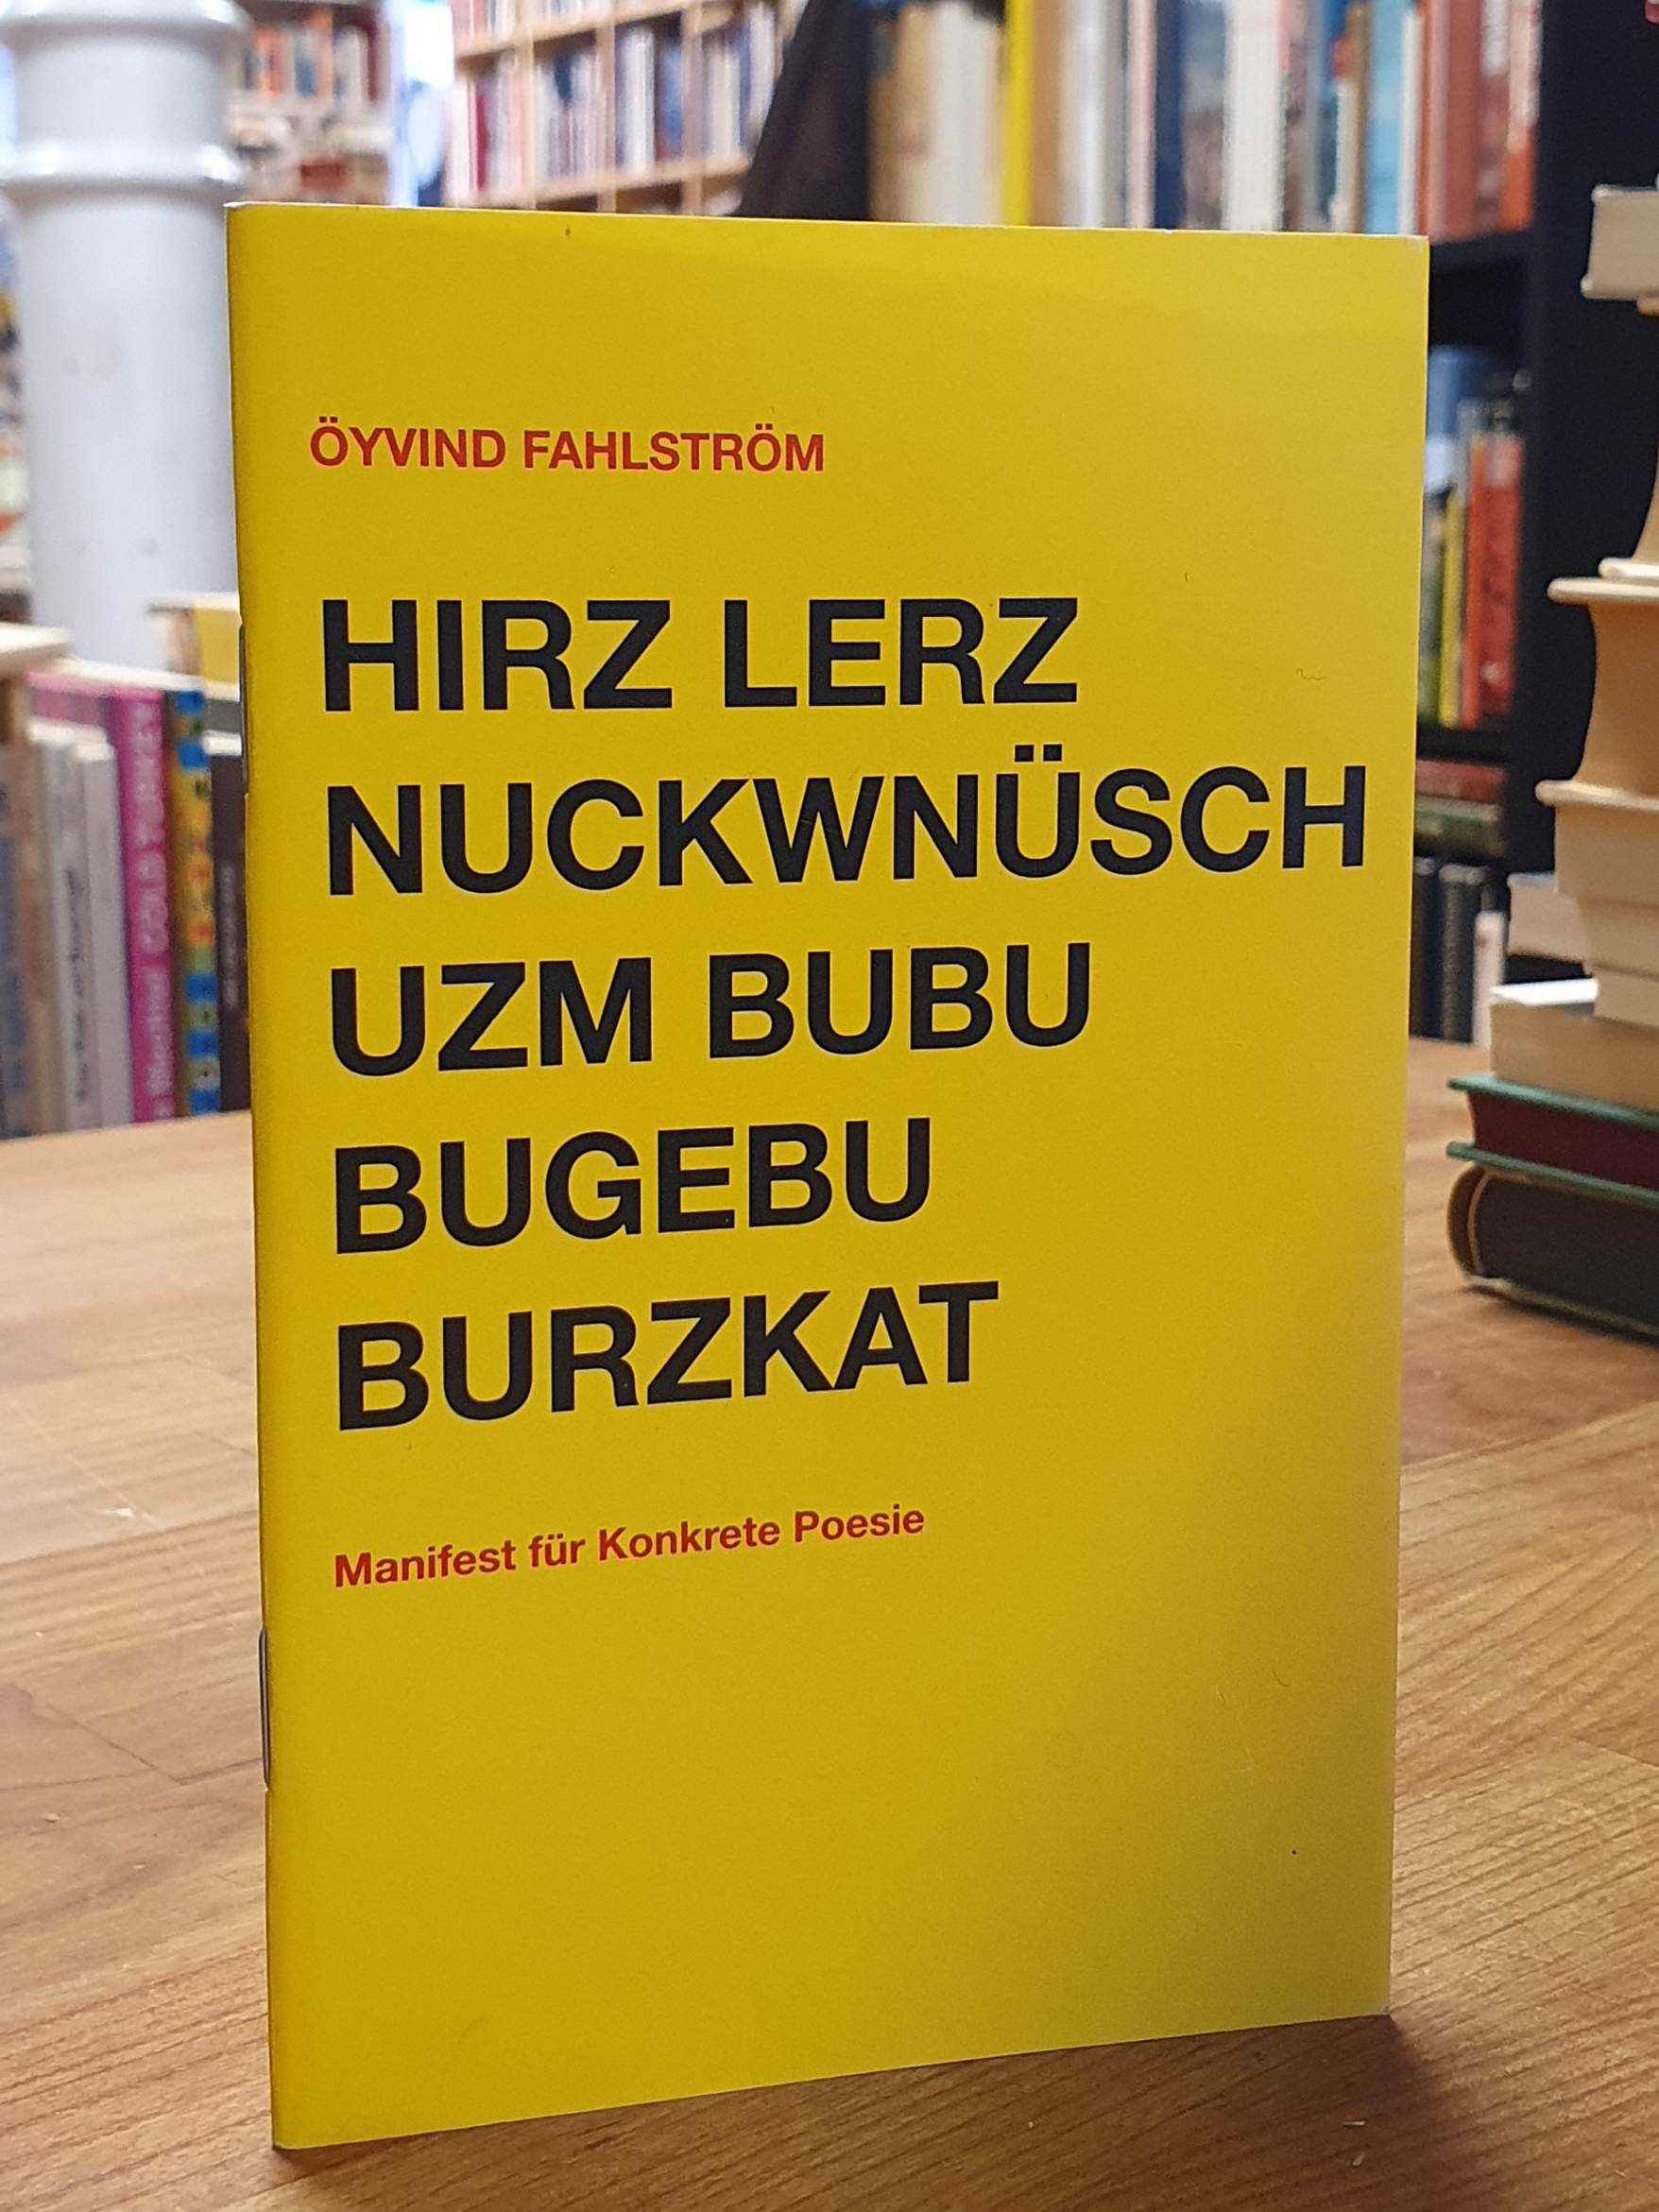 ÖYVIND FAHLSTRÖM
HIRZ LERZ
NUCKWNÜSCH
UZM BUBU
BUGEBU
BURZKAT
Manifest für Konkrete Poesie